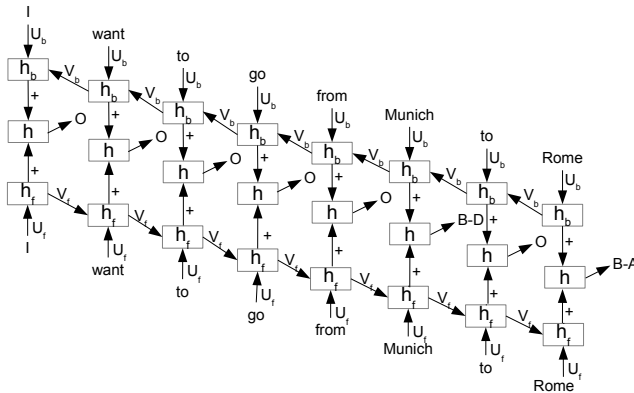 I
U_b
h_b
+
h
O
+
h_f
U_f
I
V_b
V_f
want
U_b
h_b
+
h
O
+
h_f
U_f
want
V_b
V_f
to
U_b
h_b
+
h
O
+
h_f
U_f
to
V_b
V_f
go
U_b
h_b
+
h
O
+
h_f
U_f
go
V_b
V_f
from
U_b
h_b
+
h
O
+
h_f
U_f
from
V_b
V_f
Munich
U_b
h_b
+
h
B-D
+
h_f
U_f
Munich
V_b
V_f
to
U_b
h_b
+
h
O
+
h_f
U_f
to
V_b
V_f
Rome
U_b
h_b
+
h
B-A
+
h_f
U_f
Rome